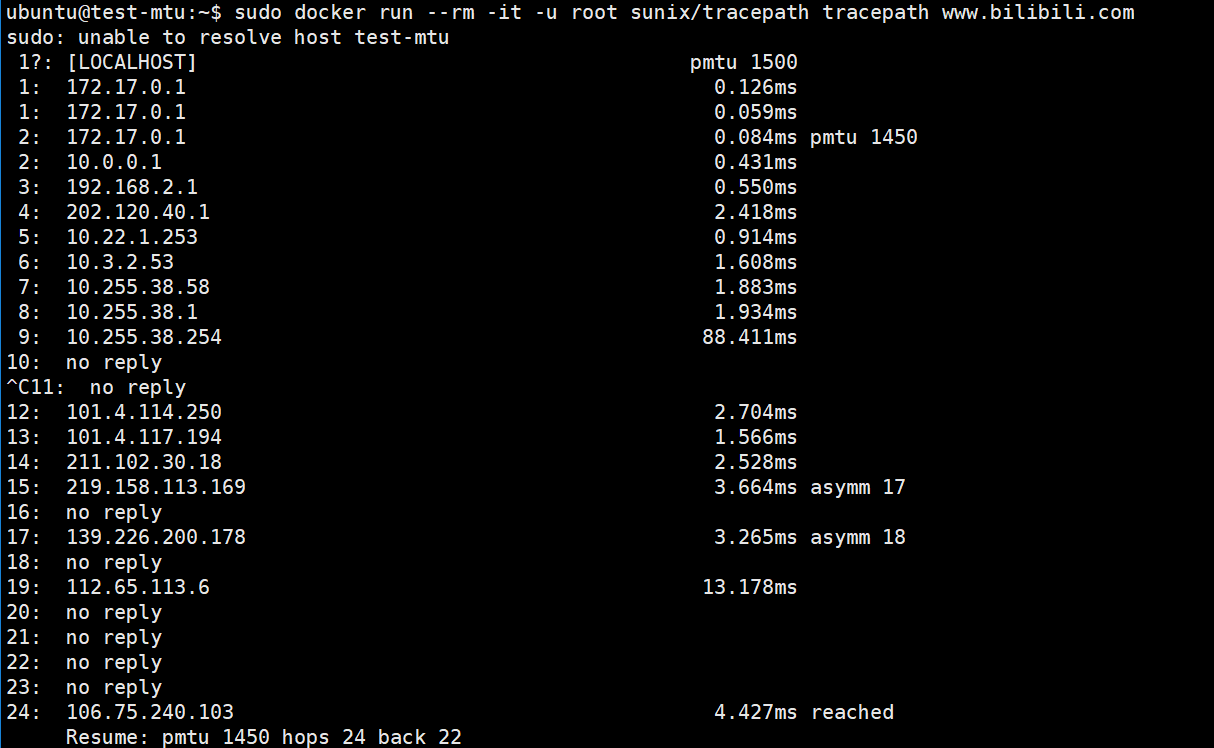 ubuntu@test-mtu:~$ sudo docker run --rm -it -u root sunix/tracepath tracepath www.bilibili.com
sudo: unable to resolve host test-mtu
 1?: [LOCALHOST]                                         pmtu 1500
 1:  172.17.0.1                                            0.126ms
 1:  172.17.0.1                                            0.059ms
 2:  172.17.0.1                                            0.084ms pmtu 1450
 2:  10.0.0.1                                              0.431ms
 3:  192.168.2.1                                           0.550ms
 4:  202.120.40.1                                          2.418ms
 5:  10.22.1.253                                           0.914ms
 6:  10.3.2.53                                             1.608ms
 7:  10.255.38.58                                          1.883ms
 8:  10.255.38.1                                           1.934ms
 9:  10.255.38.254                                        88.411ms
10:  no reply
^C11:  no reply
12:  101.4.114.250                                         2.704ms
13:  101.4.117.194                                         1.566ms
14:  211.102.30.18                                         2.528ms
15:  219.158.113.169                                       3.664ms asymm 17
16:  no reply
17:  139.226.200.178                                       3.265ms asymm 18
18:  no reply
19:  112.65.113.6                                         13.178ms
20:  no reply
21:  no reply
22:  no reply
23:  no reply
24:  106.75.240.103                                        4.427ms reached
     Resume: pmtu 1450 hops 24 back 22